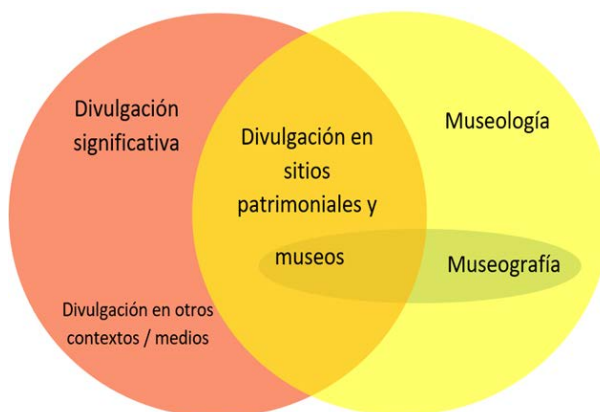 Divulgación
significativa
Divulgación en otros
contextos / medios
Divulgación en
sitios
patrimoniales y
museos
Museología
Museografía